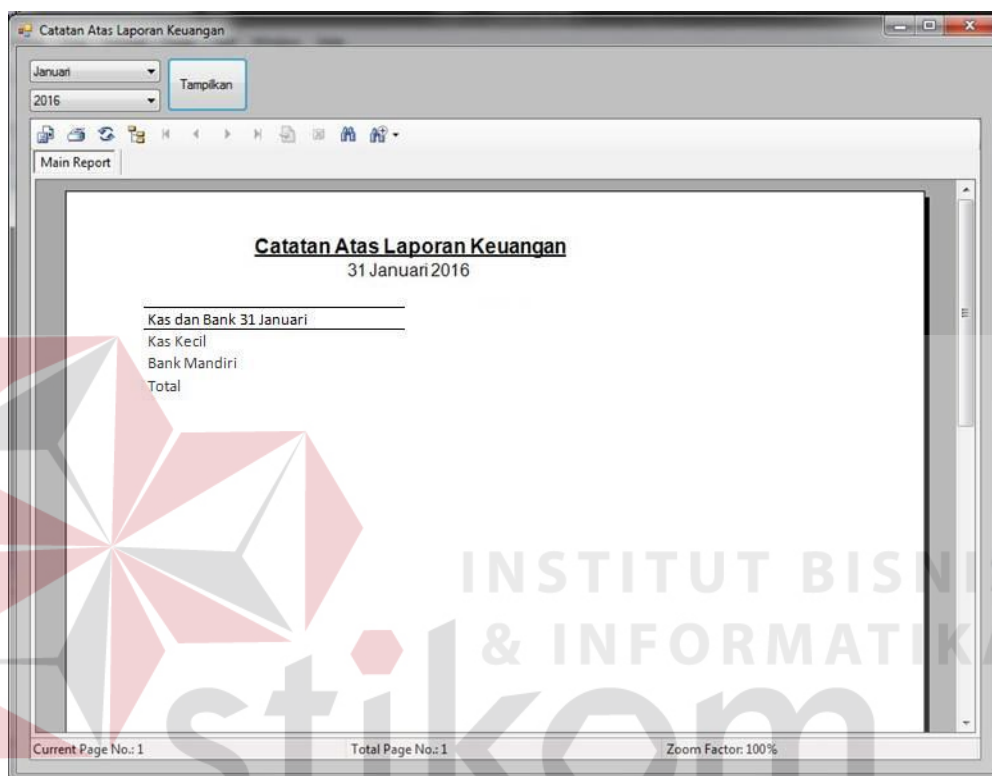 Catatan Atas Laporan Keuangan
Januari
2016
Tampilkan
Main Report
Catatan Atas Laporan Keuangan
31 Januari 2016
Kas dan Bank 31 Januari
Kas Kecil
Bank Mandiri
Total
INSTITUT BISNI
& INFORMATIKA
stikom
Current Page No.: 1 Total Page No.: 1 Zoom Factor: 100%